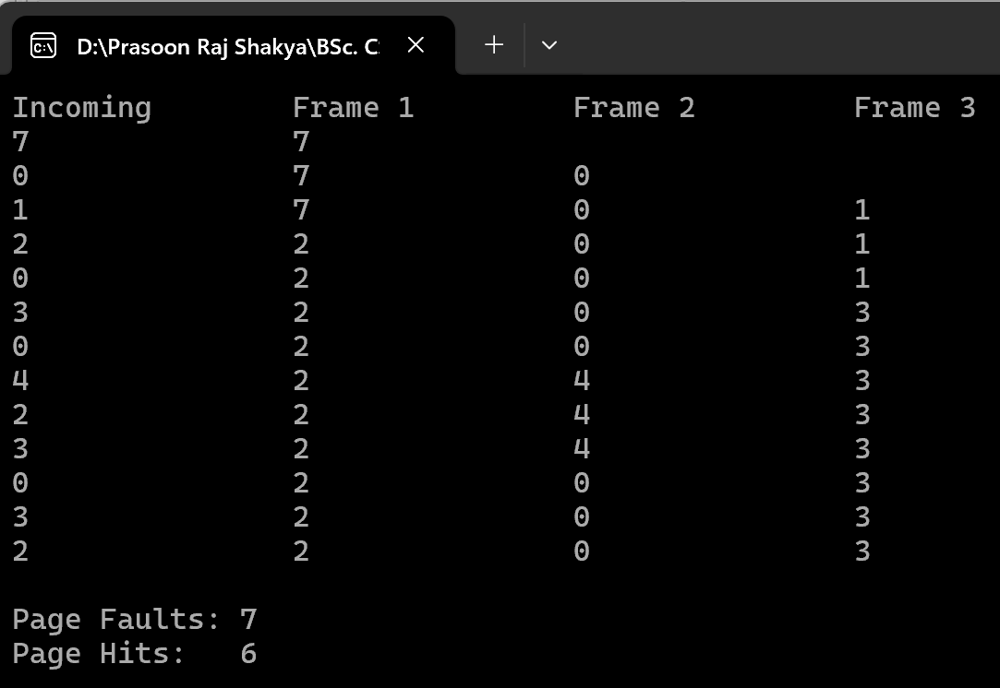 D:\Prasoon Raj Shakya\BSc. C
Incoming Frame 1 Frame 2 Frame 3
7 7
0 7 0
1 7 0 1
2 2 0 1
0 2 0 1
3 2 0 3
0 2 0 3
4 2 4 3
2 2 4 3
3 2 4 3
0 2 0 3
3 2 0 3
2 2 0 3
Page Faults: 7
Page Hits: 6